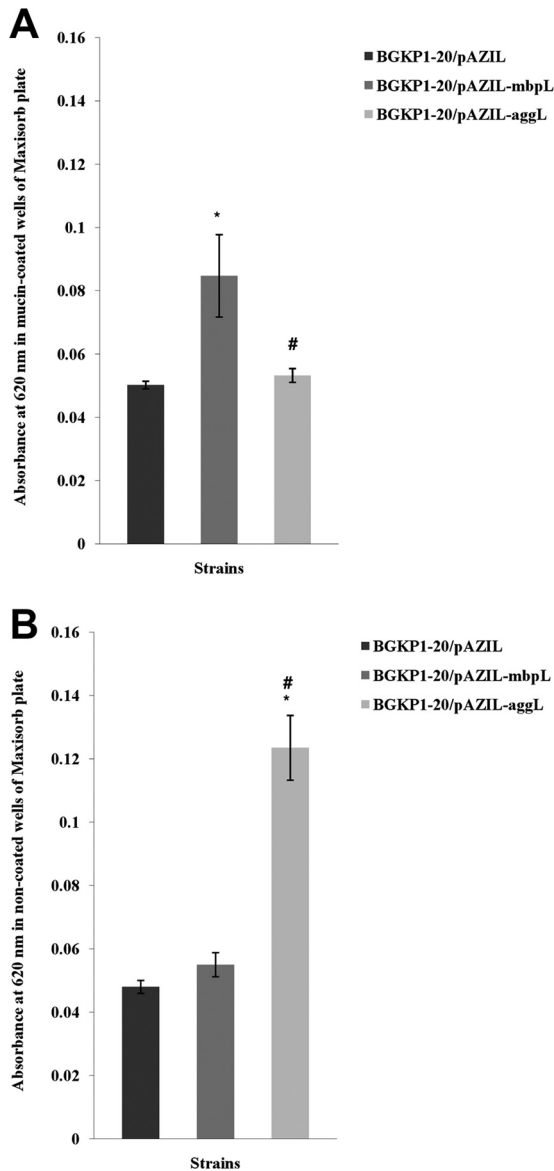 A
Absorbance at 620 nm in mucin-coated wells of Maxisorb plate
0.16
0.14
0.12
0.1
0.08
0.06
0.04
0.02
0
*
#
Strains
BGKP1-20/pAZIL
BGKP1-20/pAZIL-mbpL
BGKP1-20/pAZIL-aggL
B
Absorbance at 620 nm in non-coated wells of Maxisorb plate
0.16
0.14
0.12
0.1
0.08
0.06
0.04
0.02
0
#
*
Strains
BGKP1-20/pAZIL
BGKP1-20/pAZIL-mbpL
BGKP1-20/pAZIL-aggL